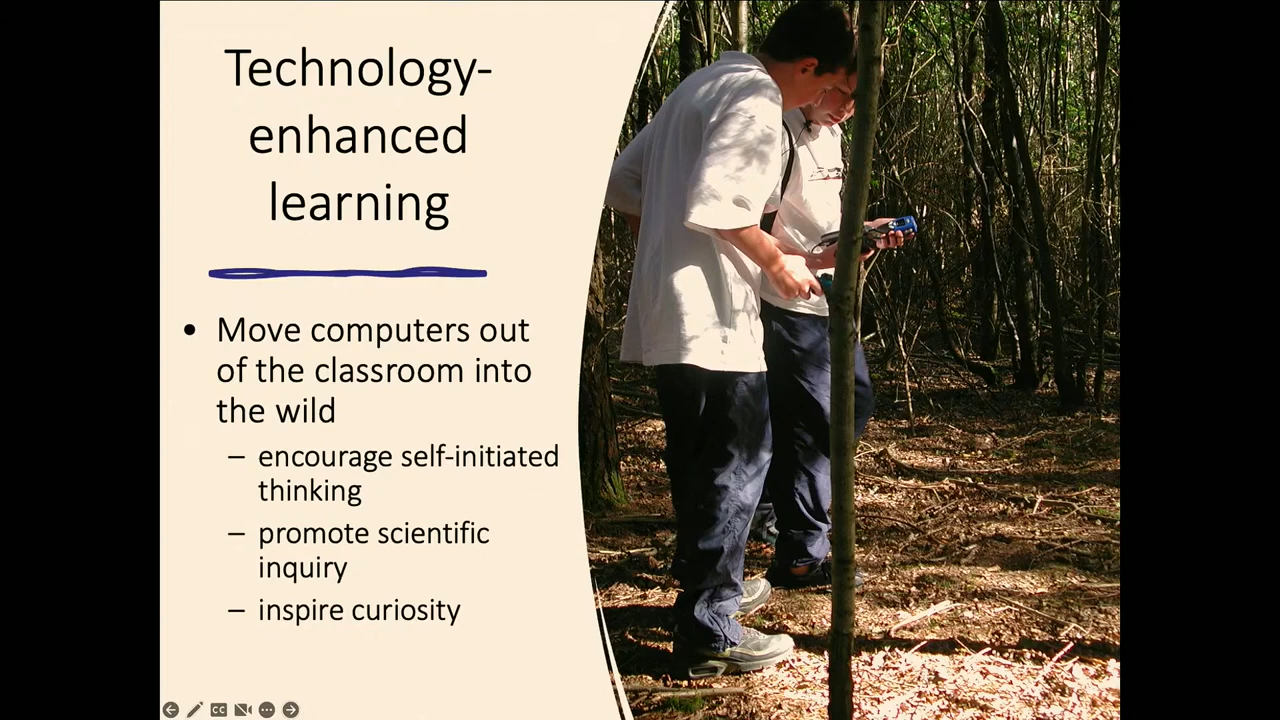 Technology-
enhanced
learning
• Move computers out
of the classroom into
the wild
– encourage self-initiated
thinking
– promote scientific
inquiry
– inspire curiosity
CC